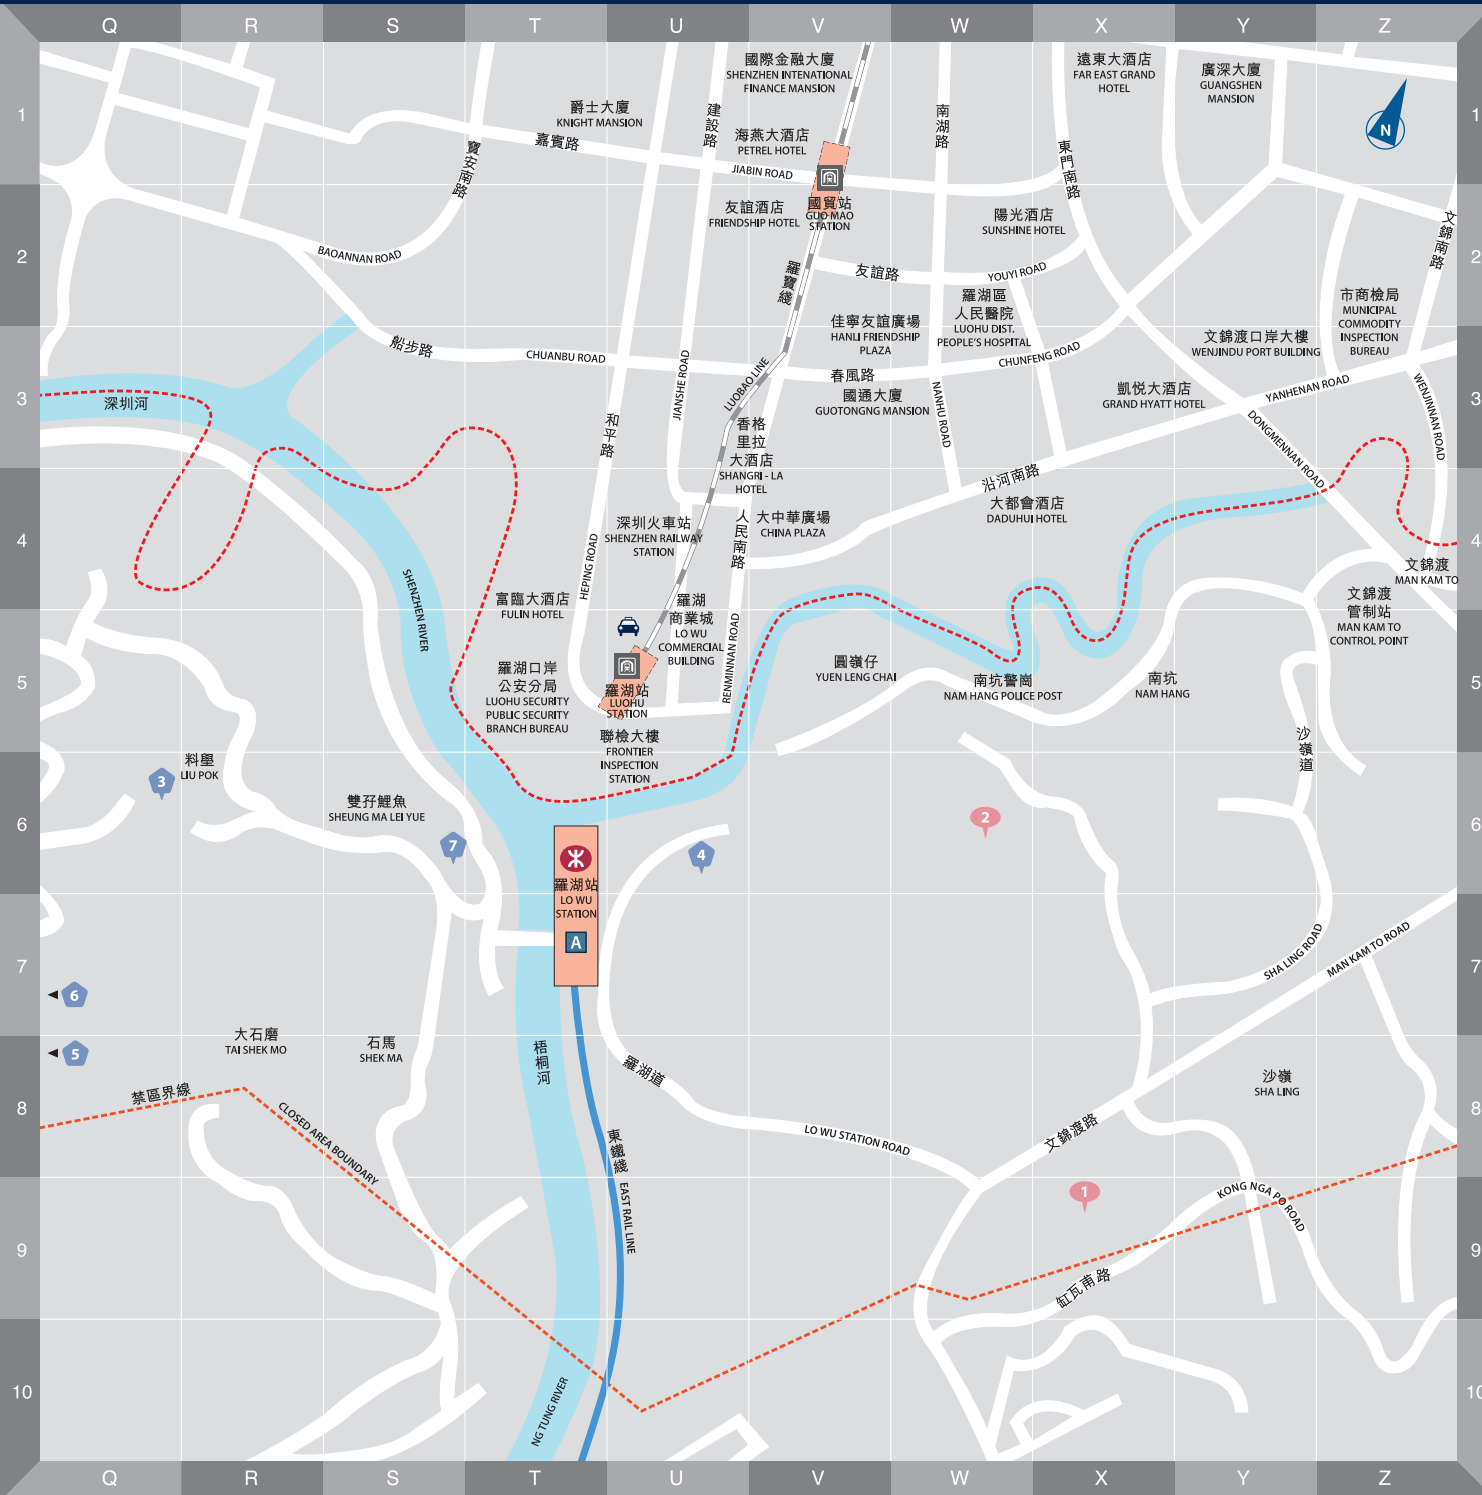 Q R S T U V W X Y Z
1
國際金融大廈
SHENZHEN INTENATIONAL
FINANCE MANSION
遠東大酒店
FAR EAST GRAND
HOTEL
廣深大廈
GUANGSHEN
MANSION
N
爵士大廈
KNIGHT MANSION
建設路
南湖路
1
嘉賓路
海燕大酒店
PETREL HOTEL
JIABIN ROAD
寶安南路
東門南路
2
友誼酒店
FRIENDSHIP HOTEL
國貿站
GUO MAO
STATION
陽光酒店
SUNSHINE HOTEL
文錦南路
2
BAOANNAN ROAD
羅寶綫
友誼路
YOUYI ROAD
羅湖區
人民醫院
LUOHU DIST.
PEOPLE'S HOSPITAL
市商檢局
MUNICIPAL
COMMODITY
INSPECTION
BUREAU
佳寧友誼廣場
HANLI FRIENDSHIP
PLAZA
文錦渡口岸大樓
WENJINDU PORT BUILDING
船步路
CHUANBU ROAD
CHUNFENG ROAD
3
深圳河
JIANSHE ROAD
LUOBAO LINE
春風路
國通大廈
GUOTONGNG MANSION
NANHU ROAD
凱悅大酒店
GRAND HYATT HOTEL
YANHENAN ROAD
WENJINNAN ROAD
3
和平路
香格
里拉
大酒店
SHANGRI - LA
HOTEL
DONGMENNAN ROAD
沿河南路
4
深圳火車站
SHENZHEN RAILWAY
STATION
人民南路
大中華廣場
CHINA PLAZA
大都會酒店
DADUHUI HOTEL
4
HEPING ROAD
SHENZHEN RIVER
文錦渡
MAN KAM TO
富臨大酒店
FULIN HOTEL
羅湖
商業城
LO WU
COMMERCIAL
BUILDING
文錦渡
管制站
MAN KAM TO
CONTROL POINT
RENMINNAN ROAD
5
羅湖口岸
公安分局
LUOHU SECURITY
PUBLIC SECURITY
BRANCH BUREAU
羅湖站
LUOHU
STATION
圓嶺仔
YUEN LENG CHAI
南坑警崗
NAM HANG POLICE POST
南坑
NAM HANG
5
聯檢大樓
FRONTIER
INSPECTION
STATION
沙嶺道
料壆
LIU POK
3
6
雙孖鯉魚
SHEUNG MA LEI YUE
7
4
2
6
羅湖站
LO WU
STATION
A
7
SHA LING ROAD
MAN KAM TO ROAD
7
6
大石磨
TAI SHEK MO
石馬
SHEK MA
5
梧桐河
羅湖道
沙嶺
SHA LING
8
禁區界線
CLOSED AREA BOUNDARY
東鐵綫 EAST RAIL LINE
LO WU STATION ROAD
文錦渡路
8
1
KONG NGA PO ROAD
9
缸瓦甫路
9
10
NG TUNG RIVER
10
Q R S T U V W X Y Z